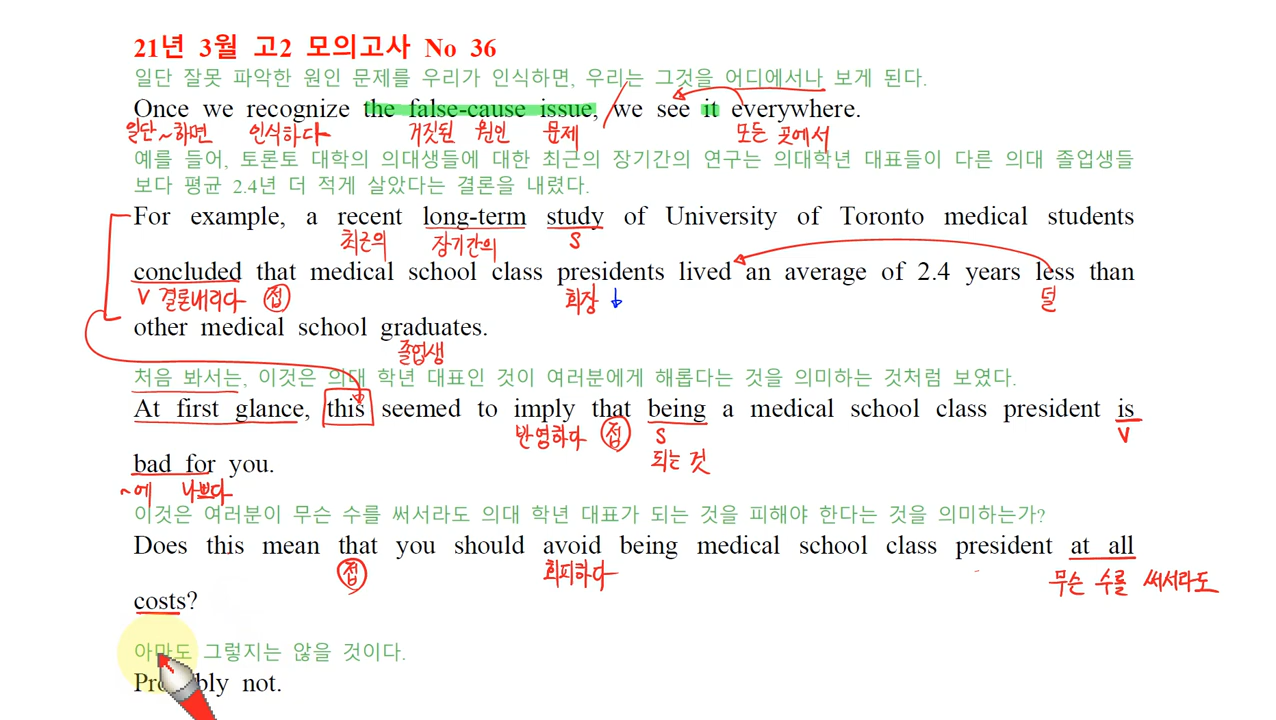 21년 3월 고2 모의고사 No 36
일단 잘못 파악한 원인 문제를 우리가 인식하면, 우리는 그것을 어디에서나 보게 된다.
Once we recognize the false-cause issue, we see it everywhere.
일단 ~하면 인식하다 거짓된 원인 문제 모든 곳에서
예를 들어, 토론토 대학의 의대생들에 대한 최근의 장기간의 연구는 의대학년 대표들이 다른 의대 졸업생들
보다 평균 2.4년 더 적게 살았다는 결론을 내렸다.
For example, a recent long-term study of University of Toronto medical students
최근의 장기간의 S
concluded that medical school class presidents lived an average of 2.4 years less than
V 결론내리다 접 회장 덜
other medical school graduates.
졸업생
처음 봐서는, 이것은 의대 학년 대표인 것이 여러분에게 해롭다는 것을 의미하는 것처럼 보였다.
At first glance, this seemed to imply that being a medical school class president is
반영하다 접 S V
되는 것
bad for you.
~에 나쁘다
이것은 여러분이 무슨 수를 써서라도 의대 학년 대표가 되는 것을 피해야 한다는 것을 의미하는가?
Does this mean that you should avoid being medical school class president at all
접 회피하다 무슨 수를 써서라도
costs?
아마도 그렇지는 않을 것이다.
not.